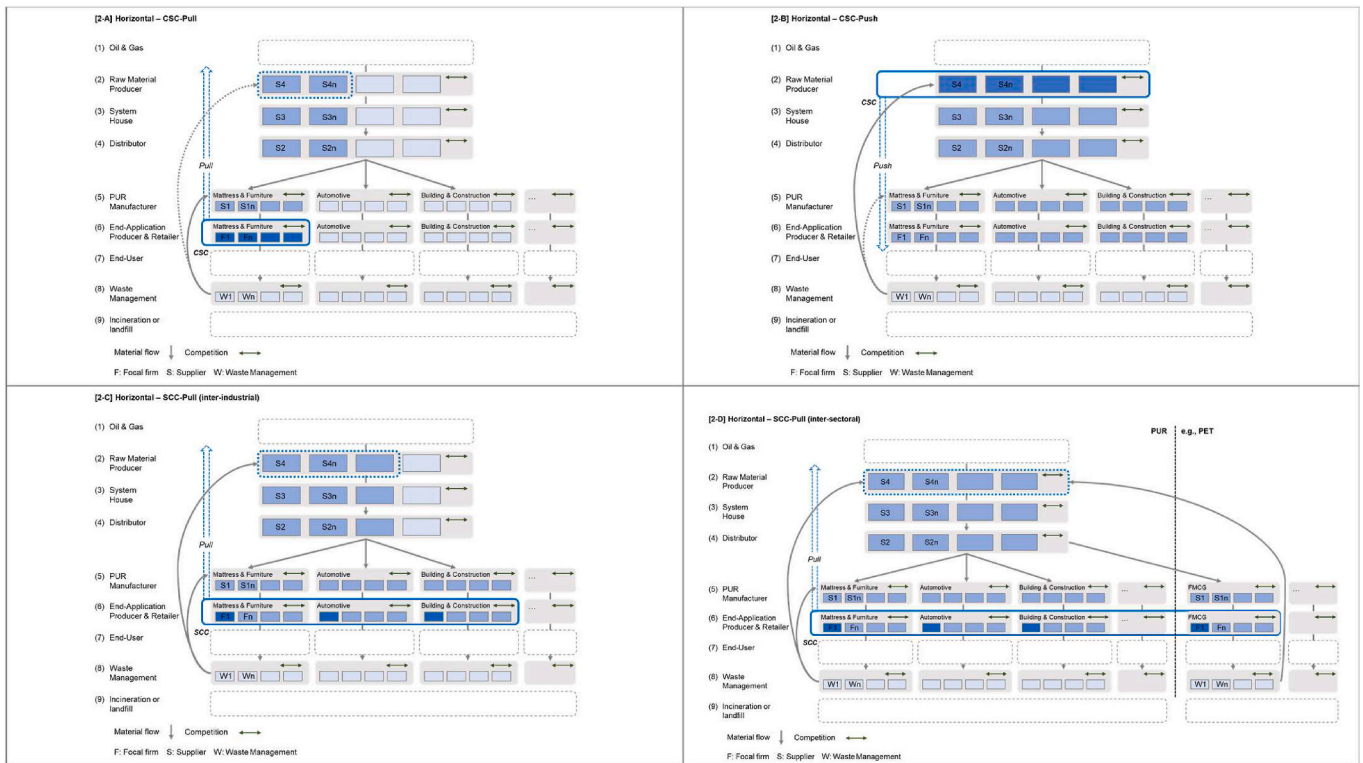 [2-A] Horizontal – CSC-Pull
(1) Oil & Gas
(2) Raw Material
Producer
S4 S4n
(3) System
House
S3 S3n
(4) Distributor
S2 S2n
Pull
(5) PUR
Manufacturer
Mattress & Furniture Automotive Building & Construction ...
S1 S1n
(6) End-Application
Producer & Retailer
Mattress & Furniture Automotive Building & Construction
F1 Fn
CSC
(7) End-User
(8) Waste
Management
W1 Wn
(9) Incineration or
landfill
Material flow Competition
F: Focal firm S: Supplier W: Waste Management
[2-B] Horizontal – CSC-Push
(1) Oil & Gas
(2) Raw Material
Producer
S4 S4n
CSC
(3) System
House
S3 S3n
(4) Distributor
S2 S2n
Push
(5) PUR
Manufacturer
Mattress & Furniture Automotive Building & Construction ...
S1 S1n
(6) End-Application
Producer & Retailer
Mattress & Furniture Automotive Building & Construction ...
F1 Fn
(7) End-User
(8) Waste
Management
W1 Wn
(9) Incineration or
landfill
Material flow Competition
F: Focal firm S: Supplier W: Waste Management
[2-C] Horizontal – SCC-Pull (inter-industrial)
(1) Oil & Gas
(2) Raw Material
Producer
S4 S4n
(3) System
House
S3 S3n
(4) Distributor
S2 S2n
Pull
(5) PUR
Manufacturer
Mattress & Furniture Automotive Building & Construction ...
S1 S1n
(6) End-Application
Producer & Retailer
Mattress & Furniture Automotive Building & Construction ...
F1 Fn
SCC
(7) End-User
(8) Waste
Management
W1 Wn
(9) Incineration or
landfill
Material flow Competition
F: Focal firm S: Supplier W: Waste Management
[2-D] Horizontal – SCC-Pull (inter-sectoral)
PUR e.g., PET
(1) Oil & Gas
(2) Raw Material
Producer
S4 S4n
(3) System
House
S3 S3n
(4) Distributor
S2 S2n
Pull
(5) PUR
Manufacturer
Mattress & Furniture Automotive Building & Construction ... FMCG ...
S1 S1n S1 S1n
(6) End-Application
Producer & Retailer
Mattress & Furniture Automotive Building & Construction ... FMCG
F1 Fn F1 Fn
SCC
(7) End-User
(8) Waste
Management
W1 Wn W1 Wn
(9) Incineration or
landfill
Material flow Competition
F: Focal firm S: Supplier W: Waste Management